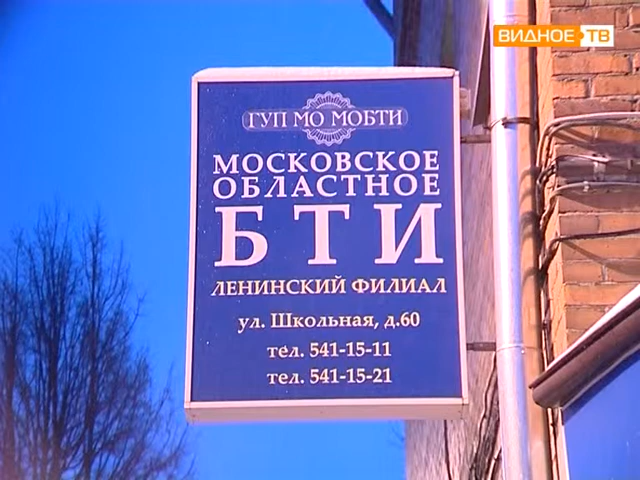 ВИДНОЕ ТВ
ГУП МО МОБТИ
МОСКОВСКОЕ
ОБЛАСТНОЕ
БТИ
ЛЕНИНСКИЙ ФИЛИАЛ
ул. Школьная, д.60
тел. 541-15-11
тел. 541-15-21